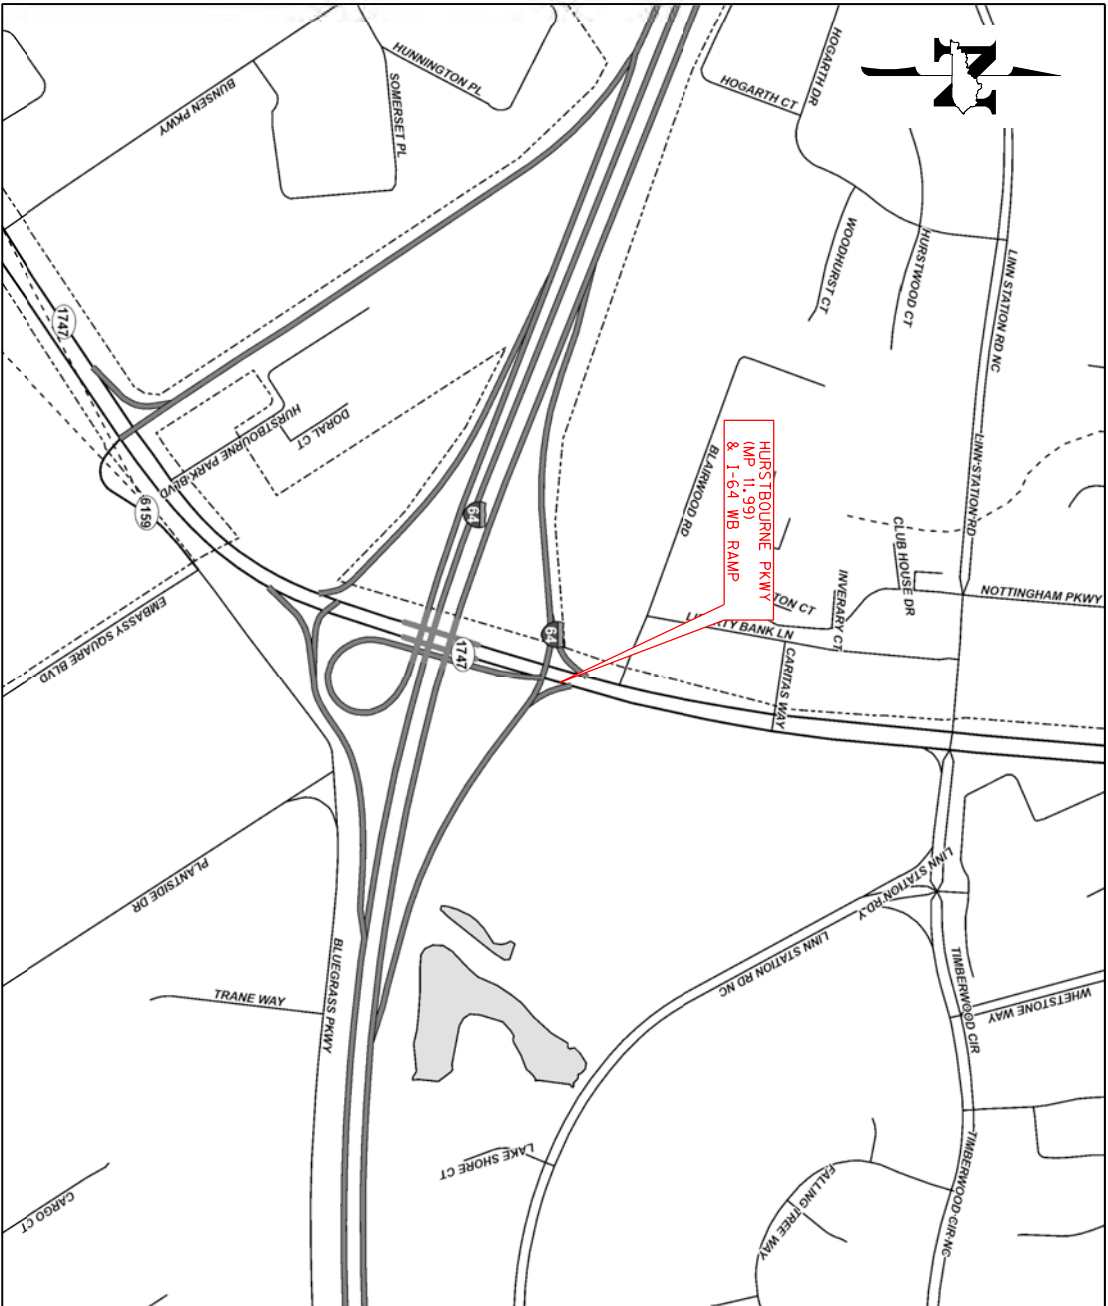 HUNNINGTON PL
SOMERSET PL
BUNSEN PKWY
HOGARTH DR
HOGARTH CT
N
WOODHURST CT
HURSTWOOD CT
LINN STATION RD NC
1747
HURSTBOURNE PARK BLVD
DORAL CT
6159
EMBASSY SQUARE BLVD
64
BLAIRWOOD RD
HURSTBOURNE PKWY
(MP 11.99)
& I-64 WB RAMP
LINN STATION RD
CLUB HOUSE DR
NOTTINGHAM PKWY
INVERARY CT
TON CT
LIBERTY BANK LN
CARITAS WAY
64
1747
PLANTSIDE DR
BLUEGRASS PKWY
TRANE WAY
LINN STATION RD Y
LINN STATION RD NC
TIMBERWOOD CIR
WHETSTONE WAY
LAKE SHORE CT
FALLING TREE WAY
TIMBERWOOD CIR NC
CARGO CT